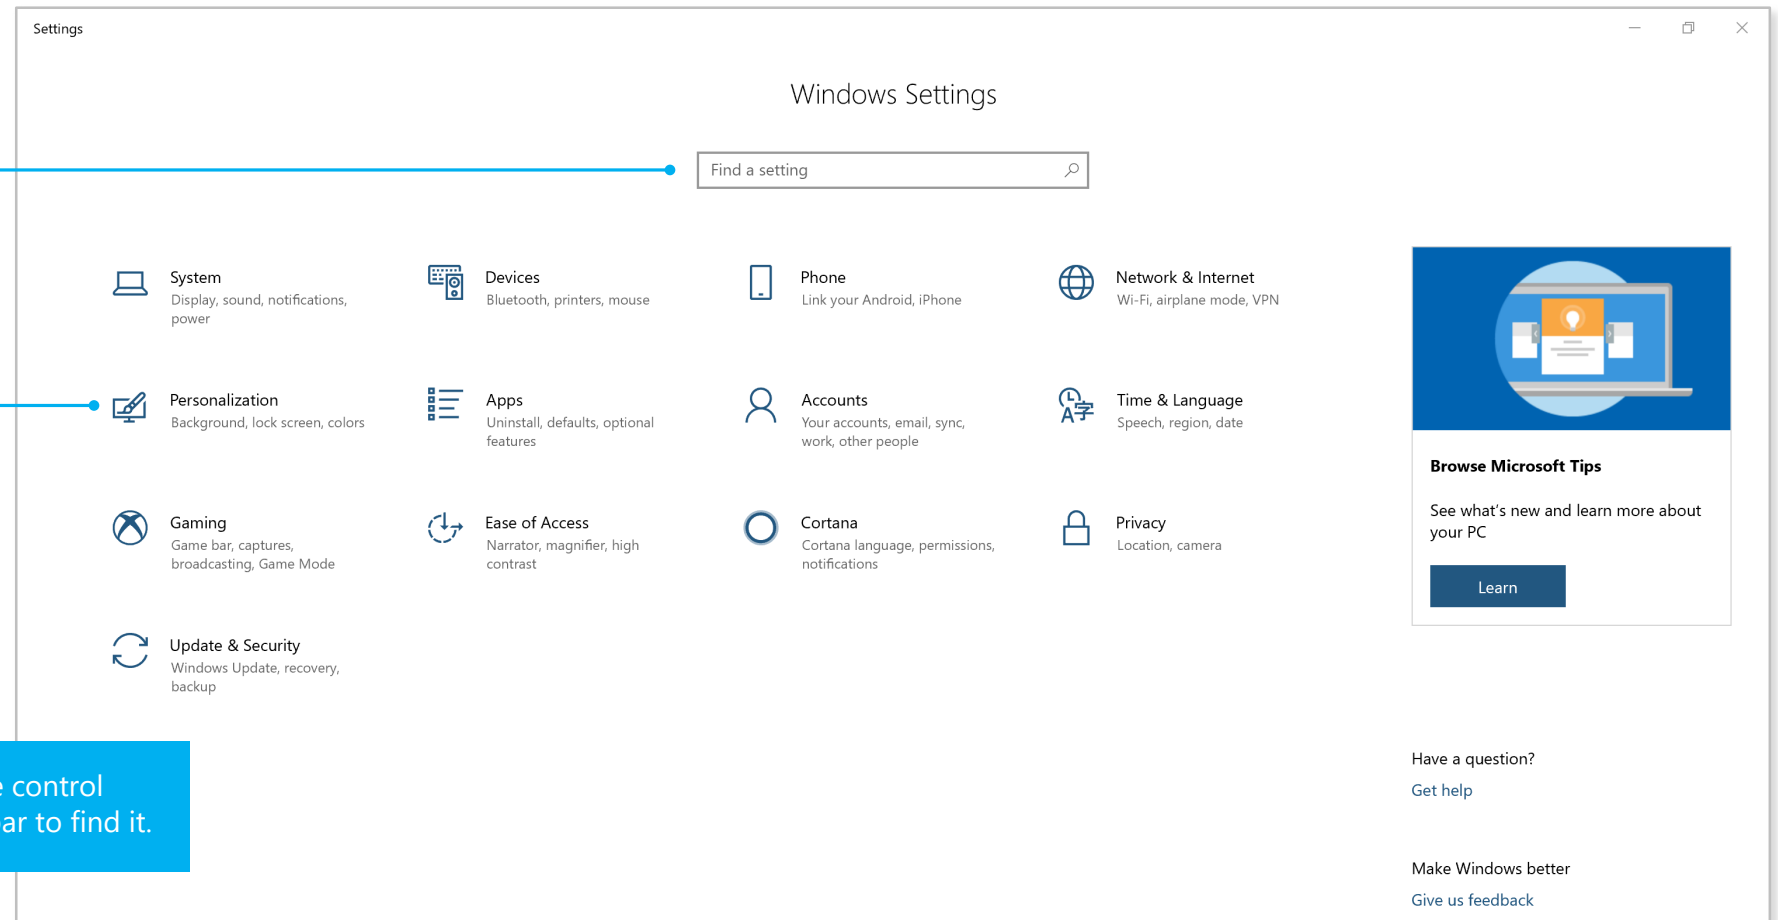 Settings
Windows Settings
Find a setting
System
Display, sound, notifications,
power
Devices
Bluetooth, printers, mouse
Phone
Link your Android, iPhone
Network & Internet
Wi-Fi, airplane mode, VPN
Personalization
Background, lock screen, colors
Apps
Uninstall, defaults, optional
features
Accounts
Your accounts, email, sync,
work, other people
Time & Language
Speech, region, date
Gaming
Game bar, captures,
broadcasting, Game Mode
Ease of Access
Narrator, magnifier, high
contrast
Cortana
Cortana language, permissions,
notifications
Privacy
Location, camera
Update & Security
Windows Update, recovery,
backup
Browse Microsoft Tips
See what's new and learn more about
your PC
Learn
Have a question?
Get help
Make Windows better
Give us feedback
control
to find it.